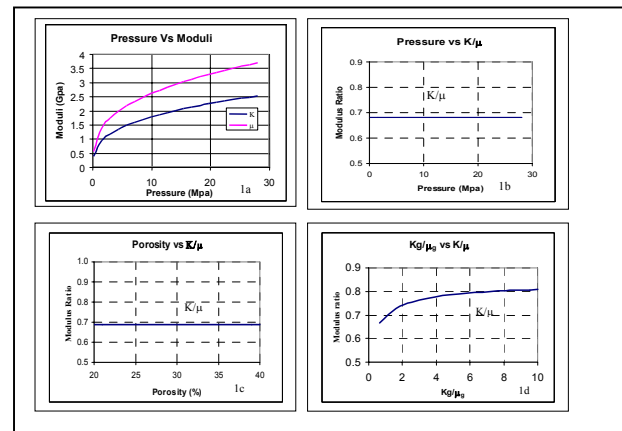 Pressure Vs Moduli
Moduli (Gpa)
4
3.5
3
2.5
2
1.5
1
0.5
0
0
10
20
30
Pressure (Mpa)
K
μ
1a
Pressure vs K/μ
Modulus Ratio
0.9
0.8
0.7
0.6
0.5
K/μ
0
10
20
30
Pressure (Mpa)
1b
Porosity vs K/μ
Modulus Ratio
1.0
0.9
0.8
0.7
0.6
0.5
K/μ
20
25
30
35
40
Porosity (%)
1c
Kg/μg vs K/μ
Modulus ratio
0.9
0.8
0.7
0.6
0.5
K/μ
0
2
4
6
8
10
Kg/μg
1d